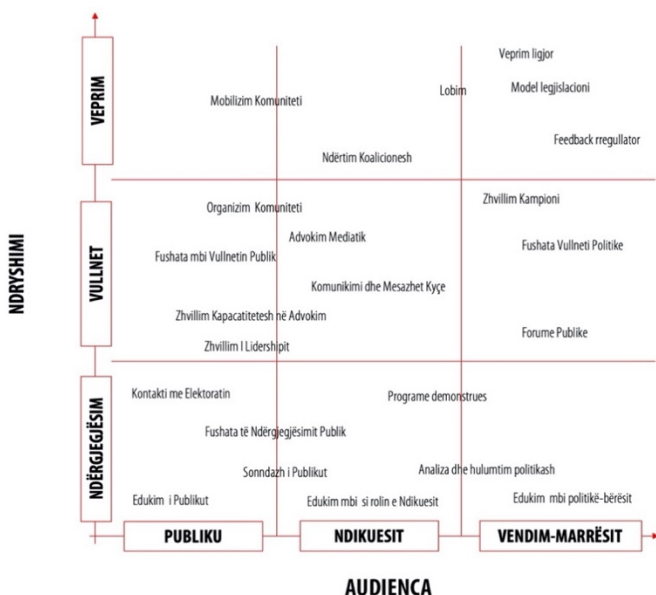 Veprim ligjor
Lobim
Model legjislacioni
Mobilizim Komuniteti
Feedback rregullator
Ndërtim Koalicionesh
VEPRIM
Zhvillim Kampioni
Organizim Komuniteti
Advokim Mediatik
Fushata Vullneti Politike
Fushata mbi Vullnetin Publik
Komunikimi dhe Mesazhet Kyçe
Zhvillim Kapacatitetesh në Advokim
Forume Publike
Zhvillim I Lidershipit
VULLNET
NDRYSHIMI
Kontakti me Elektoratin
Programe demonstrues
Fushata të Ndërgjegjësimit Publik
Sonndazh i Publikut
Analiza dhe hulumtim politikash
Edukim i Publikut
Edukim mbi si rolin e Ndikuesit
Edukim mbi politikë-bërësit
NDËRGJEGJËSIM
PUBLIKU
NDIKUESIT
VENDIM-MARRËSIT
AUDIENCA